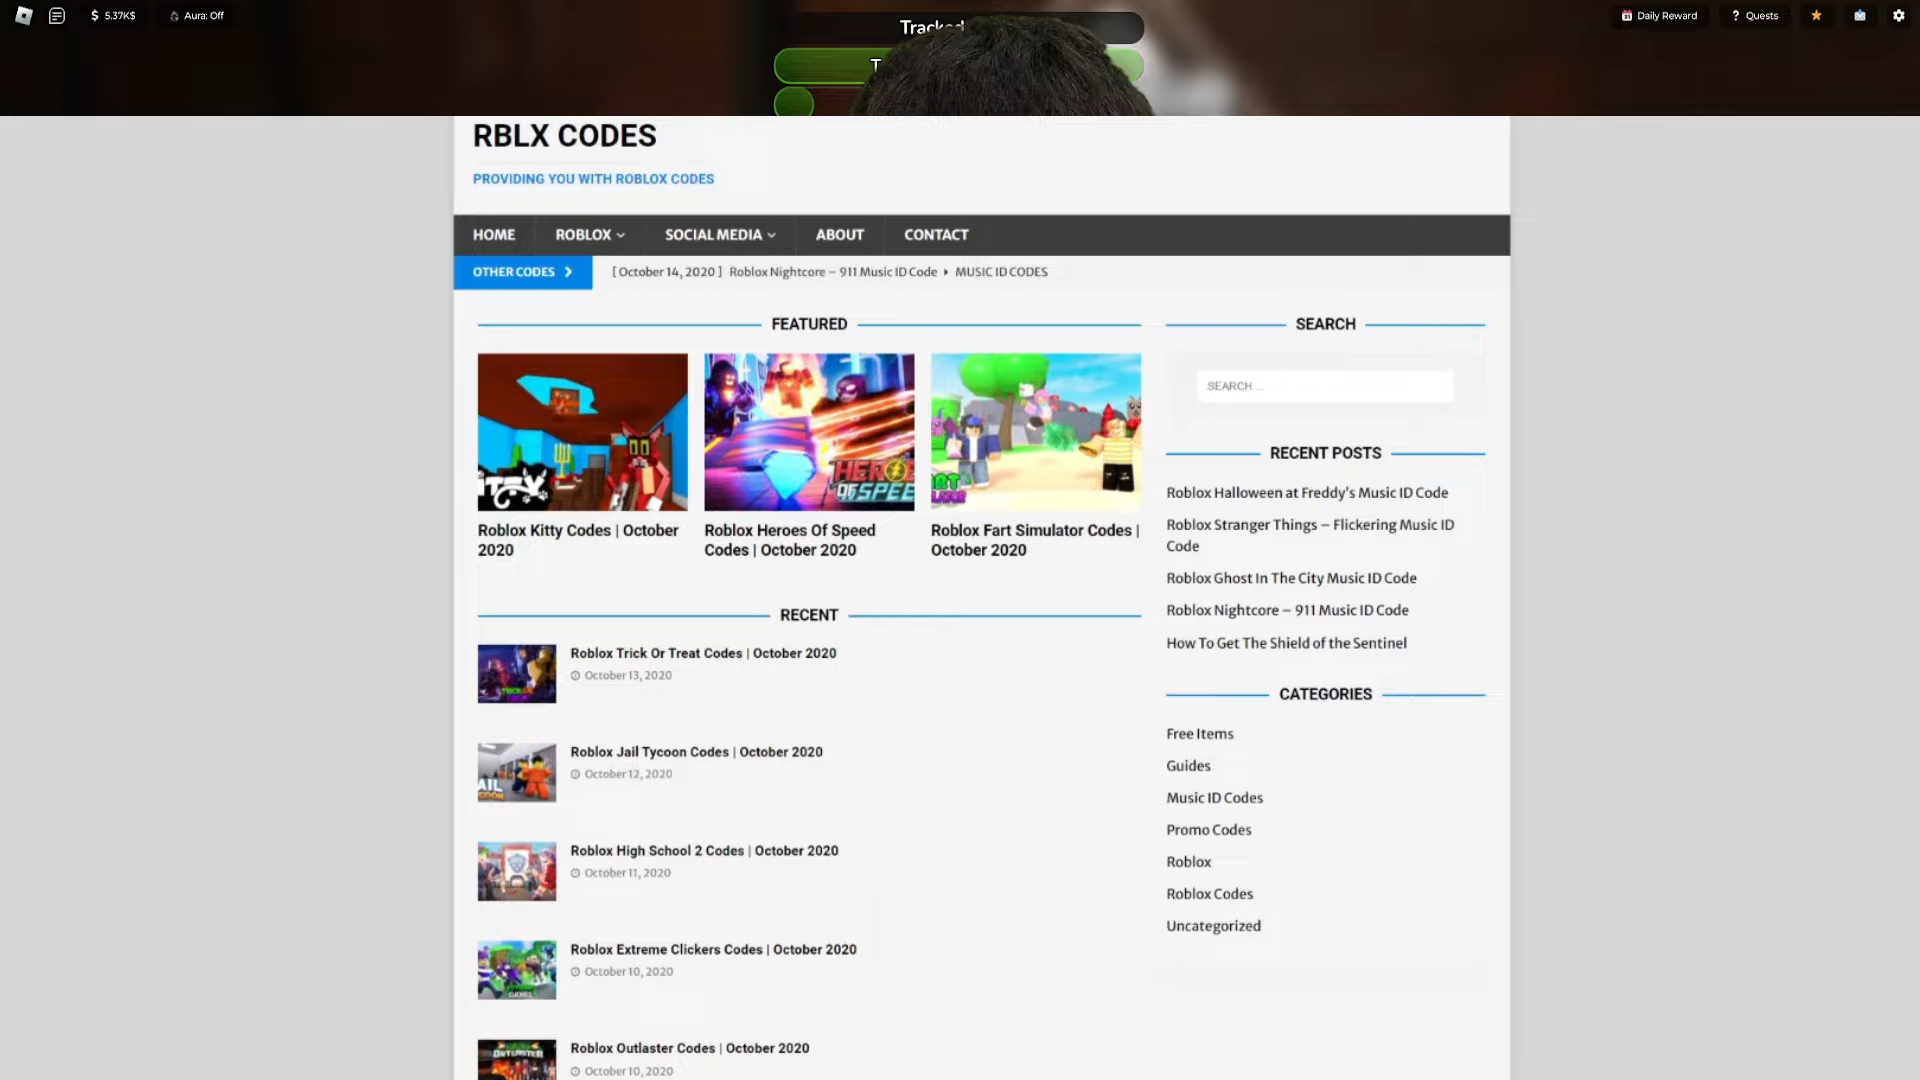 $ 5.37K$
Aura: Off
Tracked
T
Daily Reward
? Quests
RBLX CODES
PROVIDING YOU WITH ROBLOX CODES
HOME ROBLOX SOCIAL MEDIA ABOUT CONTACT
OTHER CODES
[ October 14, 2020 ] Roblox Nightcore – 911 Music ID Code MUSIC ID CODES
FEATURED
Roblox Kitty Codes | October
2020
HEROES
OF SPEE
Roblox Heroes Of Speed
Codes | October 2020
Roblox Fart Simulator Codes |
October 2020
RECENT
Roblox Trick Or Treat Codes | October 2020
October 13, 2020
Roblox Jail Tycoon Codes | October 2020
October 12, 2020
Roblox High School 2 Codes | October 2020
October 11, 2020
Roblox Extreme Clickers Codes | October 2020
October 10, 2020
OUTLASTER
Roblox Outlaster Codes | October 2020
October 10, 2020
SEARCH
SEARCH ...
RECENT POSTS
Roblox Halloween at Freddy's Music ID Code
Roblox Stranger Things – Flickering Music ID
Code
Roblox Ghost In The City Music ID Code
Roblox Nightcore – 911 Music ID Code
How To Get The Shield of the Sentinel
CATEGORIES
Free Items
Guides
Music ID Codes
Promo Codes
Roblox
Roblox Codes
Uncategorized